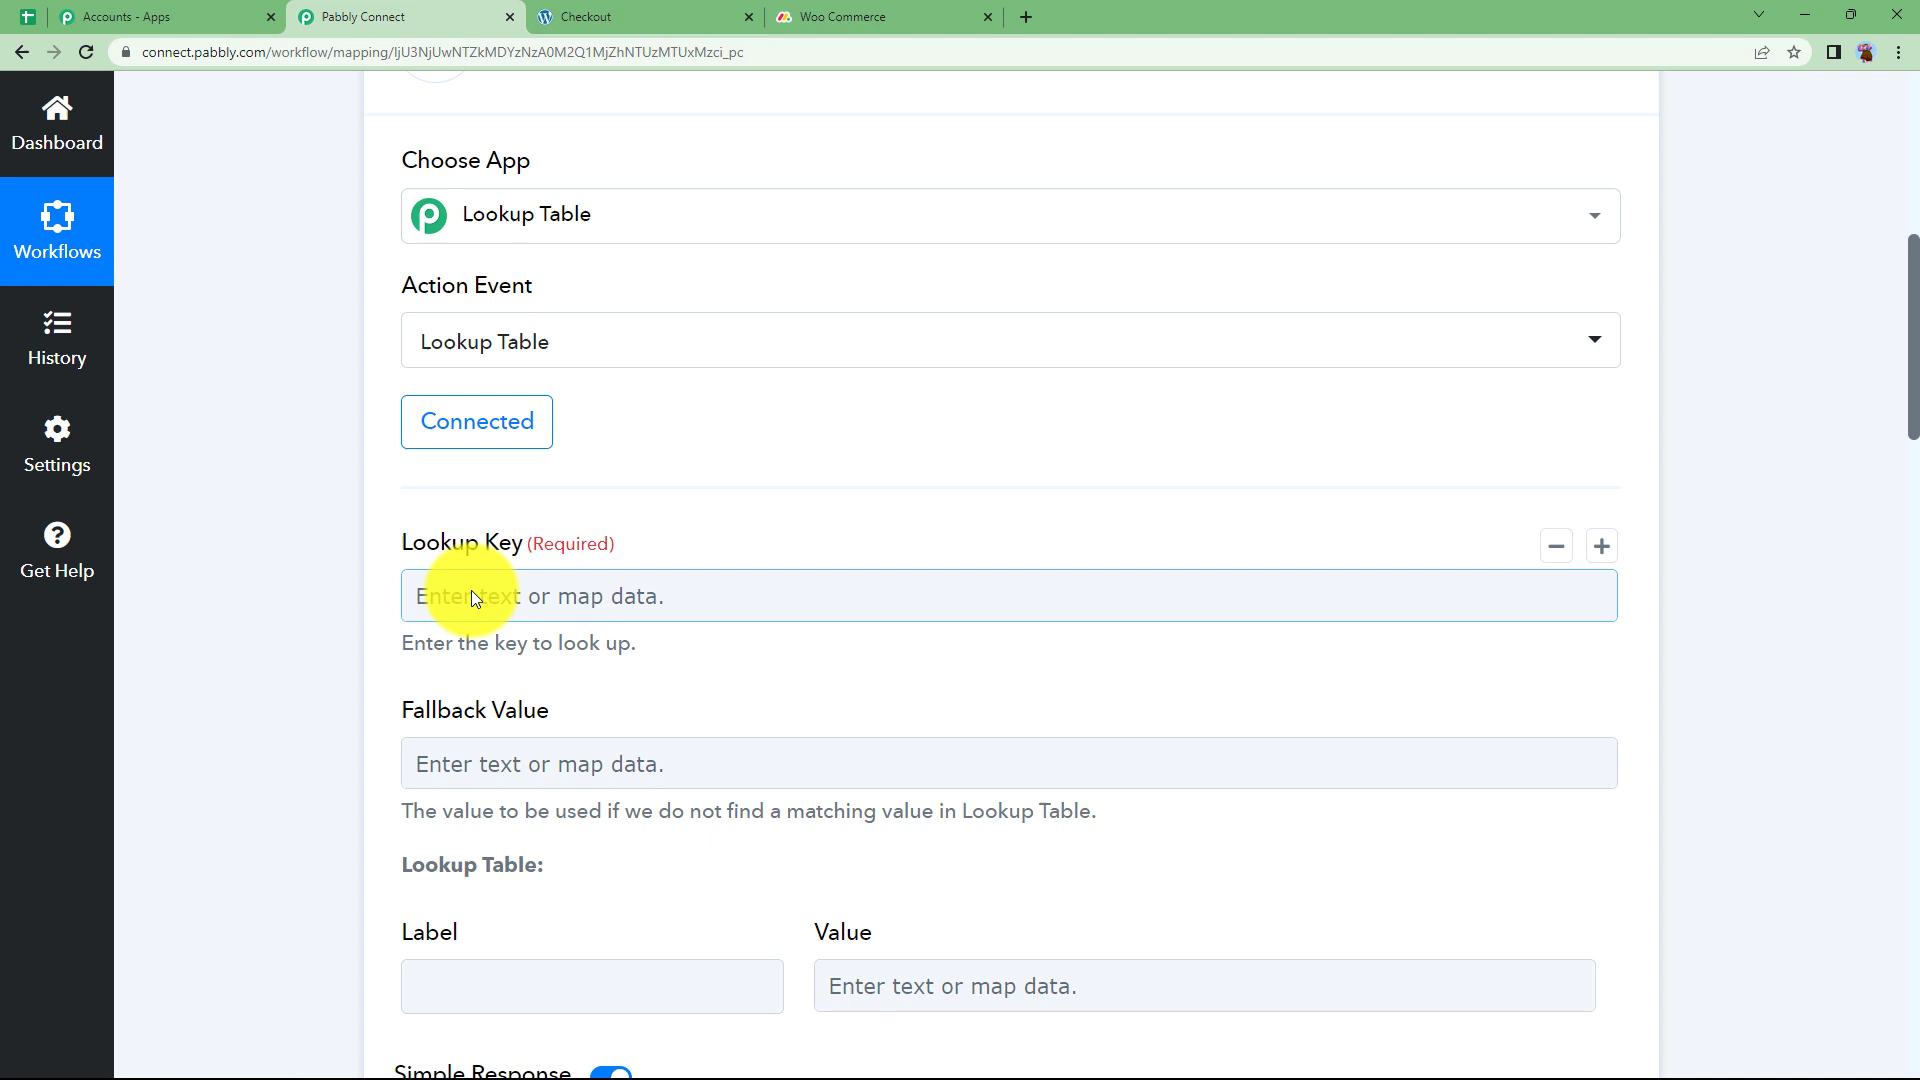 Accounts - Apps
Pabbly Connect
Checkout
Woo Commerce
connect.pabbly.com/workflow/mapping/IjU3NjUwNTZkMDYzNzA0M2Q1MjZhNTUzMTUxMzci_pc
Dashboard
Workflows
History
Settings
Get Help
Choose App
Lookup Table
Action Event
Lookup Table
Connected
Lookup Key (Required)
Enter text or map data.
Enter the key to look up.
Fallback Value
Enter text or map data.
The value to be used if we do not find a matching value in Lookup Table.
Lookup Table:
Label Value
Enter text or map data.
Simple Response